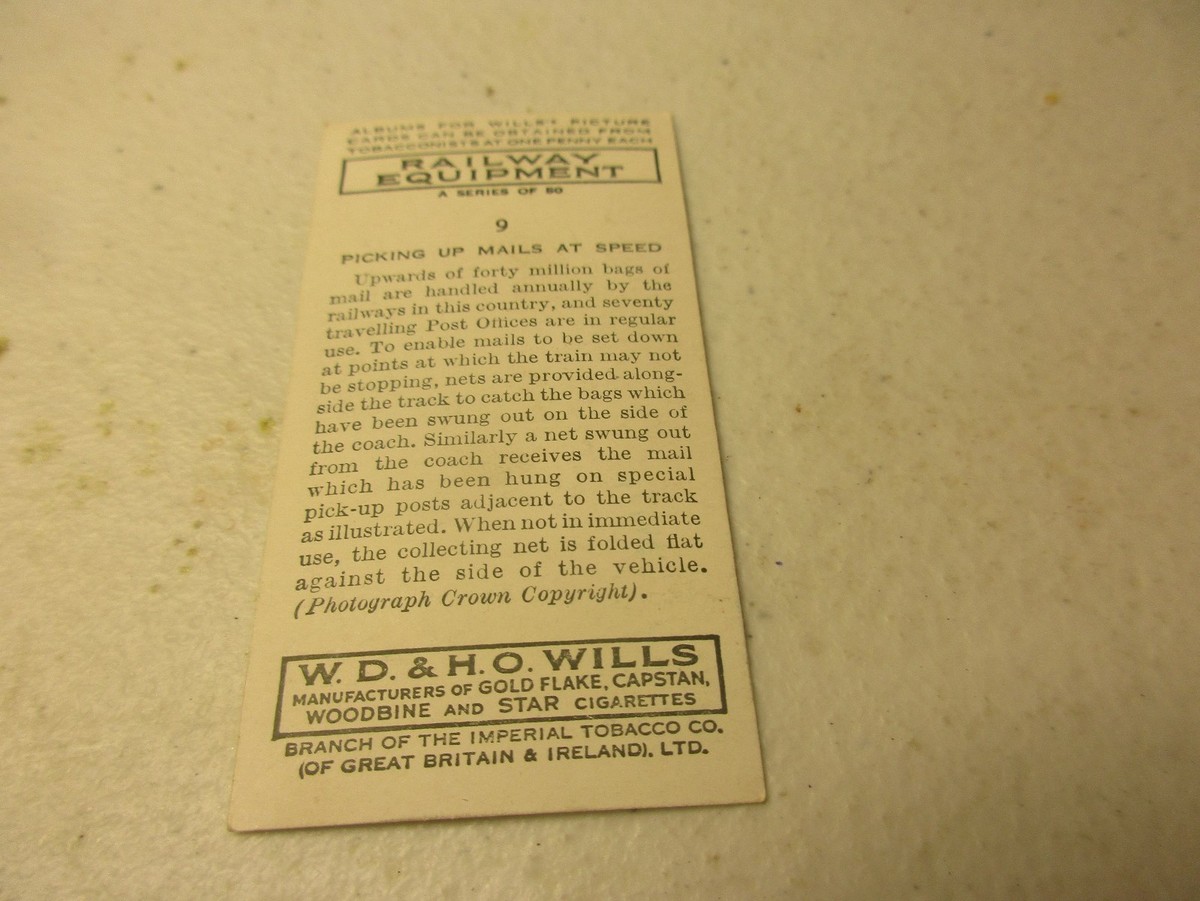 ALBUMS FOR WILLS'S PICTURE
CARDS CAN BE OBTAINED FROM
TOBACCONISTS AT ONE PENNY EACH
RAILWAY
EQUIPMENT
A SERIES OF 50
9
PICKING UP MAILS AT SPEED
Upwards of forty million bags of
mail are handled annually by the
railways in this country, and seventy
travelling Post Offices are in regular
use. To enable mails to be set down
at points at which the train may not
be stopping, nets are provided along-
side the track to catch the bags which
have been swung out on the side of
the coach. Similarly a net swung out
from the coach receives the mail
which has been hung on special
pick-up posts adjacent to the track
as illustrated. When not in immediate
use, the collecting net is folded flat
against the side of the vehicle.
(Photograph Crown Copyright).
W. D. & H. O. WILLS
MANUFACTURERS OF GOLD FLAKE, CAPSTAN,
WOODBINE AND STAR CIGARETTES
BRANCH OF THE IMPERIAL TOBACCO CO.
(OF GREAT BRITAIN & IRELAND), LTD.